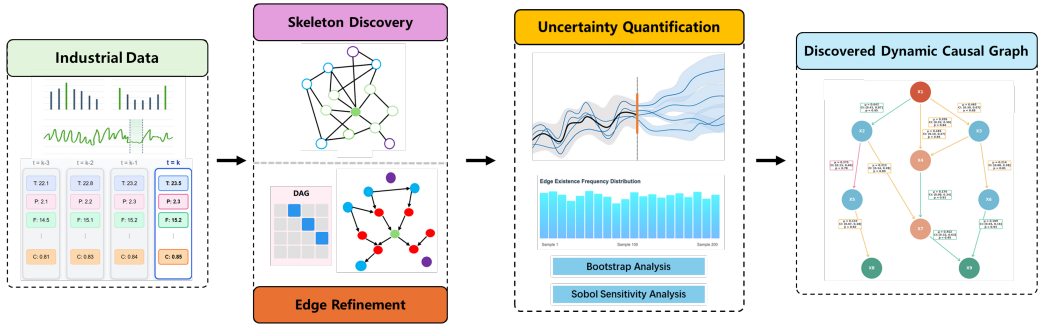 Industrial Data
t = k-3
t = k-2
t = k-1
t = k
T: 22.1
T: 22.8
T: 23.2
T: 23.5
P: 2.1
P: 2.2
P: 2.3
P: 2.3
F: 14.5
F: 15.1
F: 15.2
F: 15.2
C: 0.81
C: 0.83
C: 0.84
C: 0.85
Skeleton Discovery
DAG
Edge Refinement
Uncertainty Quantification
Edge Existence Frequency Distribution
Sample 1
Sample 100
Sample 200
Bootstrap Analysis
Sobol Sensitivity Analysis
Discovered Dynamic Causal Graph
X1
X2
X3
X4
X5
X6
X7
X8
X9